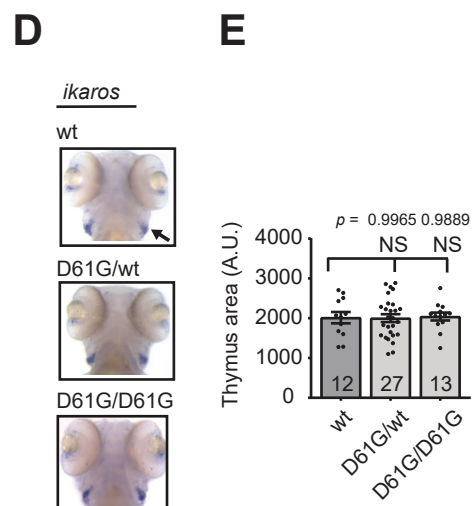 D
E
ikaros
wt
D61G/wt
D61G/D61G
p = 0.9965 0.9889
NS NS
Thymus area (A.U.)
4000
3000
2000
1000
0
12 27 13
wt
D61G/wt
D61G/D61G